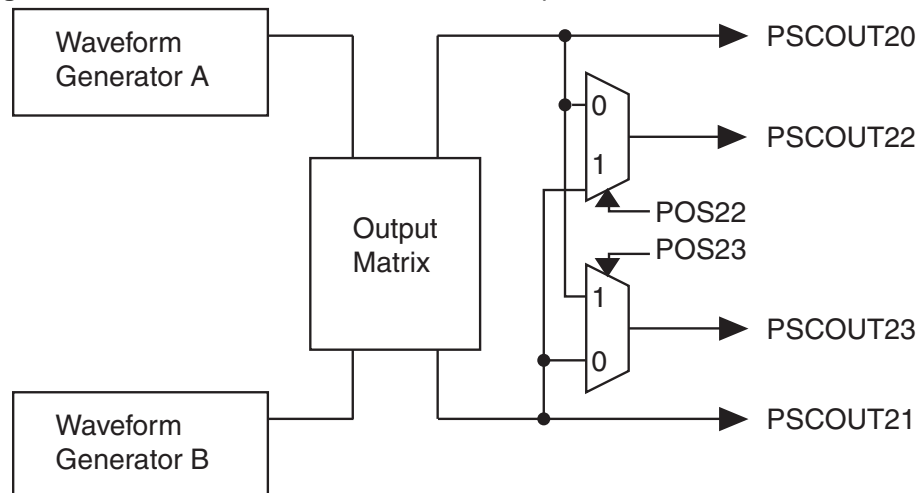 Waveform
Generator A
PSCOUT20
0
PSCOUT22
1
POS22
Output
Matrix
POS23
1
PSCOUT23
0
Waveform
Generator B
PSCOUT21